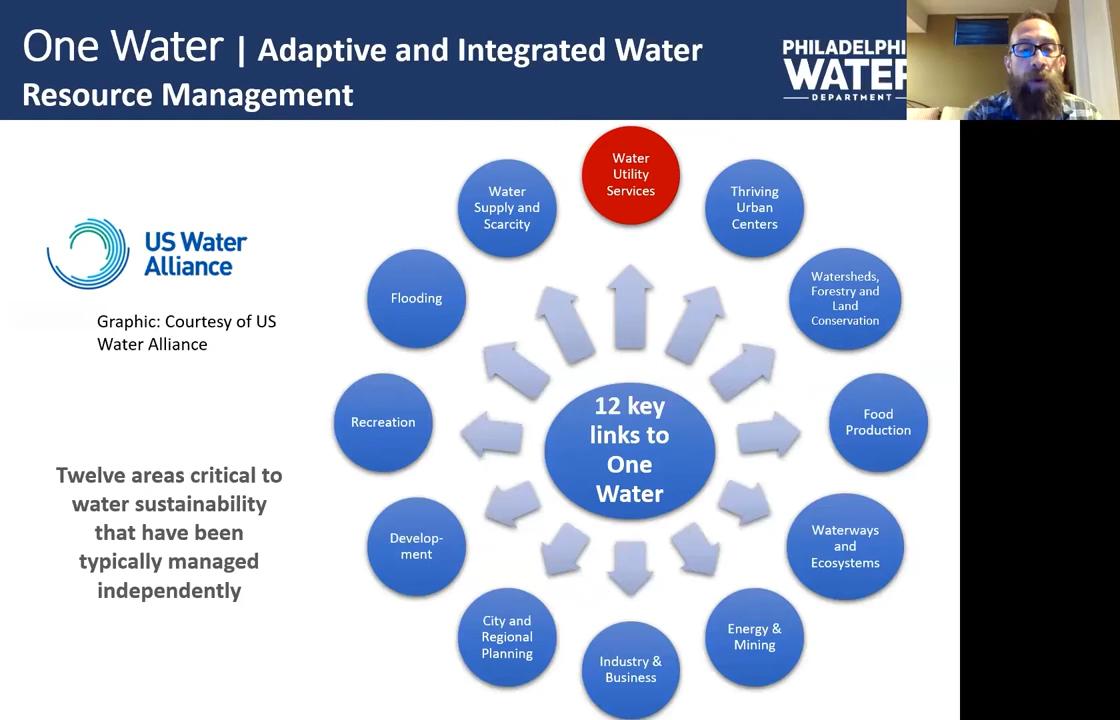 One Water | Adaptive and Integrated Water
Resource Management
PHILADELPHI
WATER
DEPARTMENT
US Water
Alliance
Graphic: Courtesy of US
Water Alliance
Twelve areas critical to
water sustainability
that have been
typically managed
independently
12 key
links to
One
Water
Water
Utility
Services
Thriving
Urban
Centers
Watersheds,
Forestry and
Land
Conservation
Food
Production
Waterways
and
Ecosystems
Energy &
Mining
Industry &
Business
City and
Regional
Planning
Develop-
ment
Recreation
Flooding
Water
Supply and
Scarcity